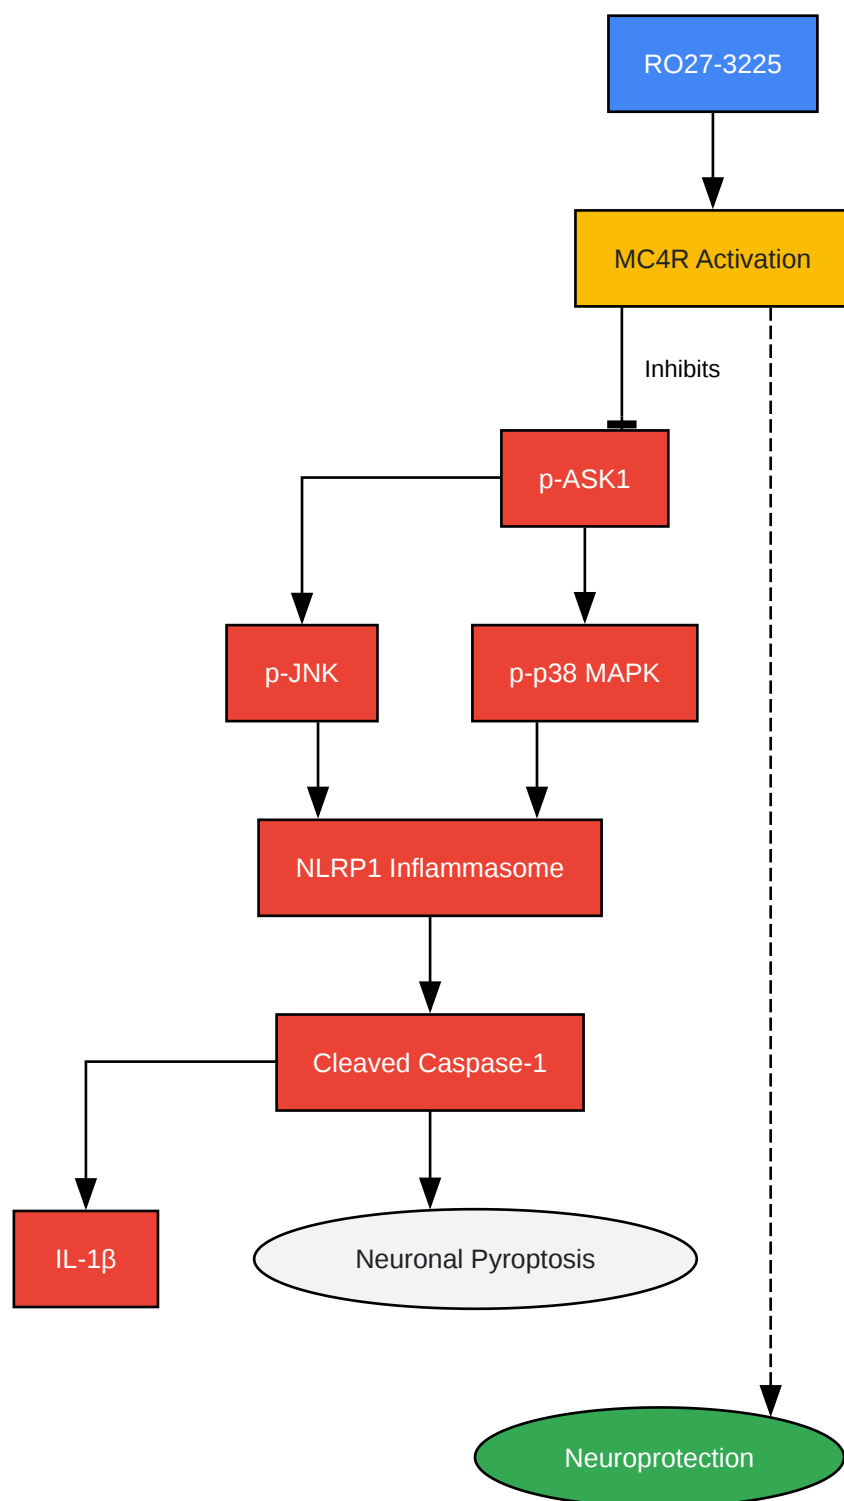 RO27-3225
MC4R Activation
Inhibits
p-ASK1
p-JNK
p-p38 MAPK
NLRP1 Inflammasome
Cleaved Caspase-1
IL-1β
Neuronal Pyroptosis
Neuroprotection